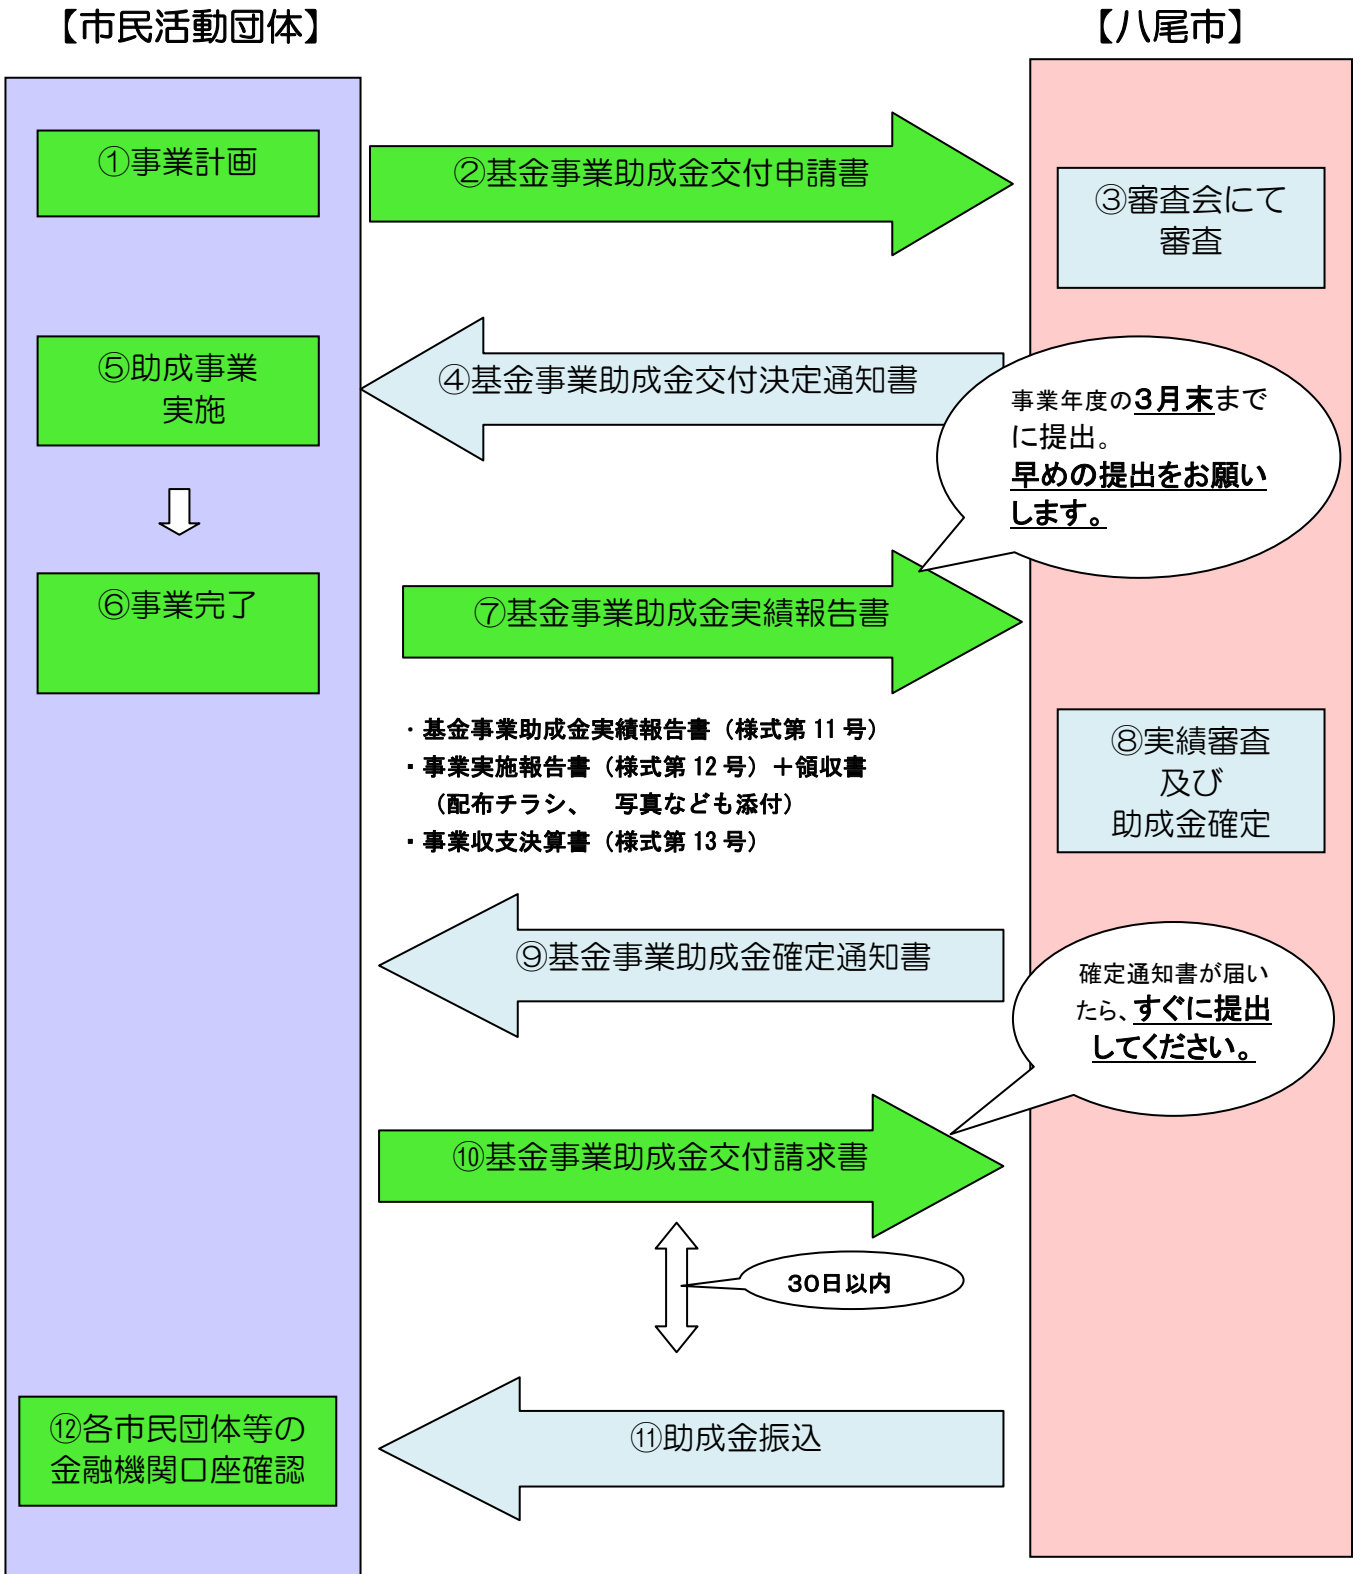 【市民活動団体】
【八尾市】
①事業計画
②基金事業助成金交付申請書
③審査会にて
審査
④基金事業助成金交付決定通知書
⑤助成事業
実施
事業年度の３月末まで
に提出。
早めの提出をお願い
します。
⑥事業完了
⑦基金事業助成金実績報告書
・基金事業助成金実績報告書（様式第 11 号）
・事業実施報告書（様式第 12 号）＋領収書
（配布チラシ、　写真なども添付）
・事業収支決算書（様式第 13 号）
⑧実績審査
及び
助成金確定
⑨基金事業助成金確定通知書
確定通知書が届い
たら、すぐに提出
してください。
⑩基金事業助成金交付請求書
３０日以内
⑪助成金振込
⑫各市民団体等の
金融機関口座確認